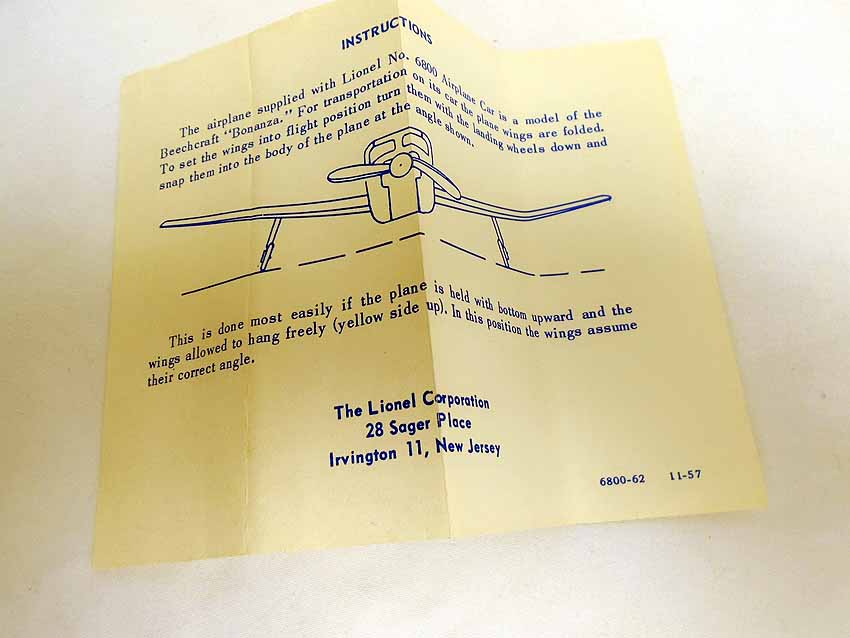 INSTRUCTIONS
The airplane supplied with Lionel No. 6800 Airplane Car is a model of the
Beechcraft "Bonanza." For transportation on its car the plane wings are folded.
To set the wings into flight position turn them with the landing wheels down and
snap them into the body of the plane at the angle shown.
This is done most easily if the plane is held with bottom upward and the
wings allowed to hang freely (yellow side up). In this position the wings assume
their correct angle.
The Lionel Corporation
28 Sager Place
Irvington 11, New Jersey
6800-62 11-57